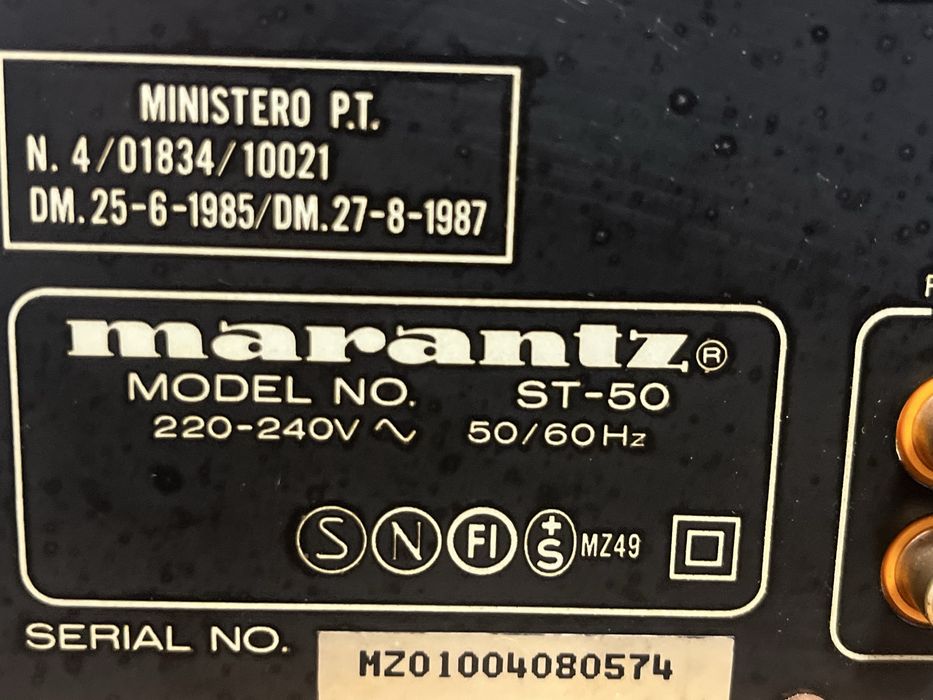 MINISTERO P.T.
N. 4/01834/10021
DM.25-6-1985/DM.27-8-1987
marantz®
MODEL NO. ST-50
220-240V ∿ 50/60Hz
S N FI +S MZ49
SERIAL NO. MZ01004080574